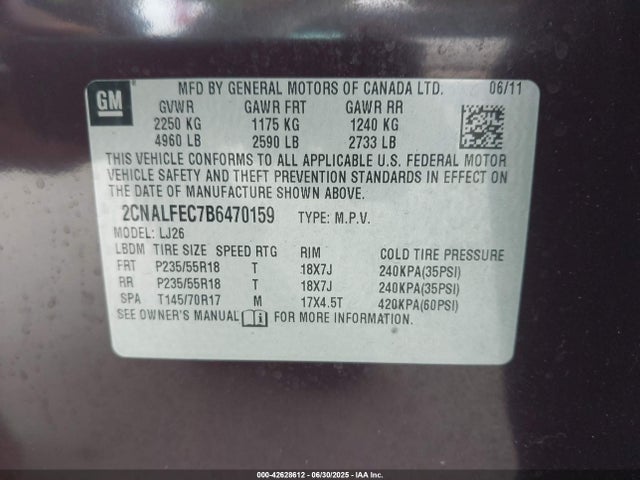 GM
MFD BY GENERAL MOTORS OF CANADA LTD. 06/11
GVWR GAWR FRT GAWR RR
2250 KG 1175 KG 1240 KG
4960 LB 2590 LB 2733 LB
THIS VEHICLE CONFORMS TO ALL APPLICABLE U.S. FEDERAL MOTOR
VEHICLE SAFETY AND THEFT PREVENTION STANDARDS IN EFFECT ON
THE DATE OF MANUFACTURE SHOWN ABOVE.
2CNALFEC7B6470159 TYPE: M.P.V.
MODEL: LJ26
LBDM TIRE SIZE SPEED RTG RIM COLD TIRE PRESSURE
FRT P235/55R18 T 18X7J 240KPA(35PSI)
RR P235/55R18 T 18X7J 240KPA(35PSI)
SPA T145/70R17 M 17X4.5T 420KPA(60PSI)
SEE OWNER'S MANUAL i FOR MORE INFORMATION.
000-42628612 - 06/30/2025 - IAA Inc.